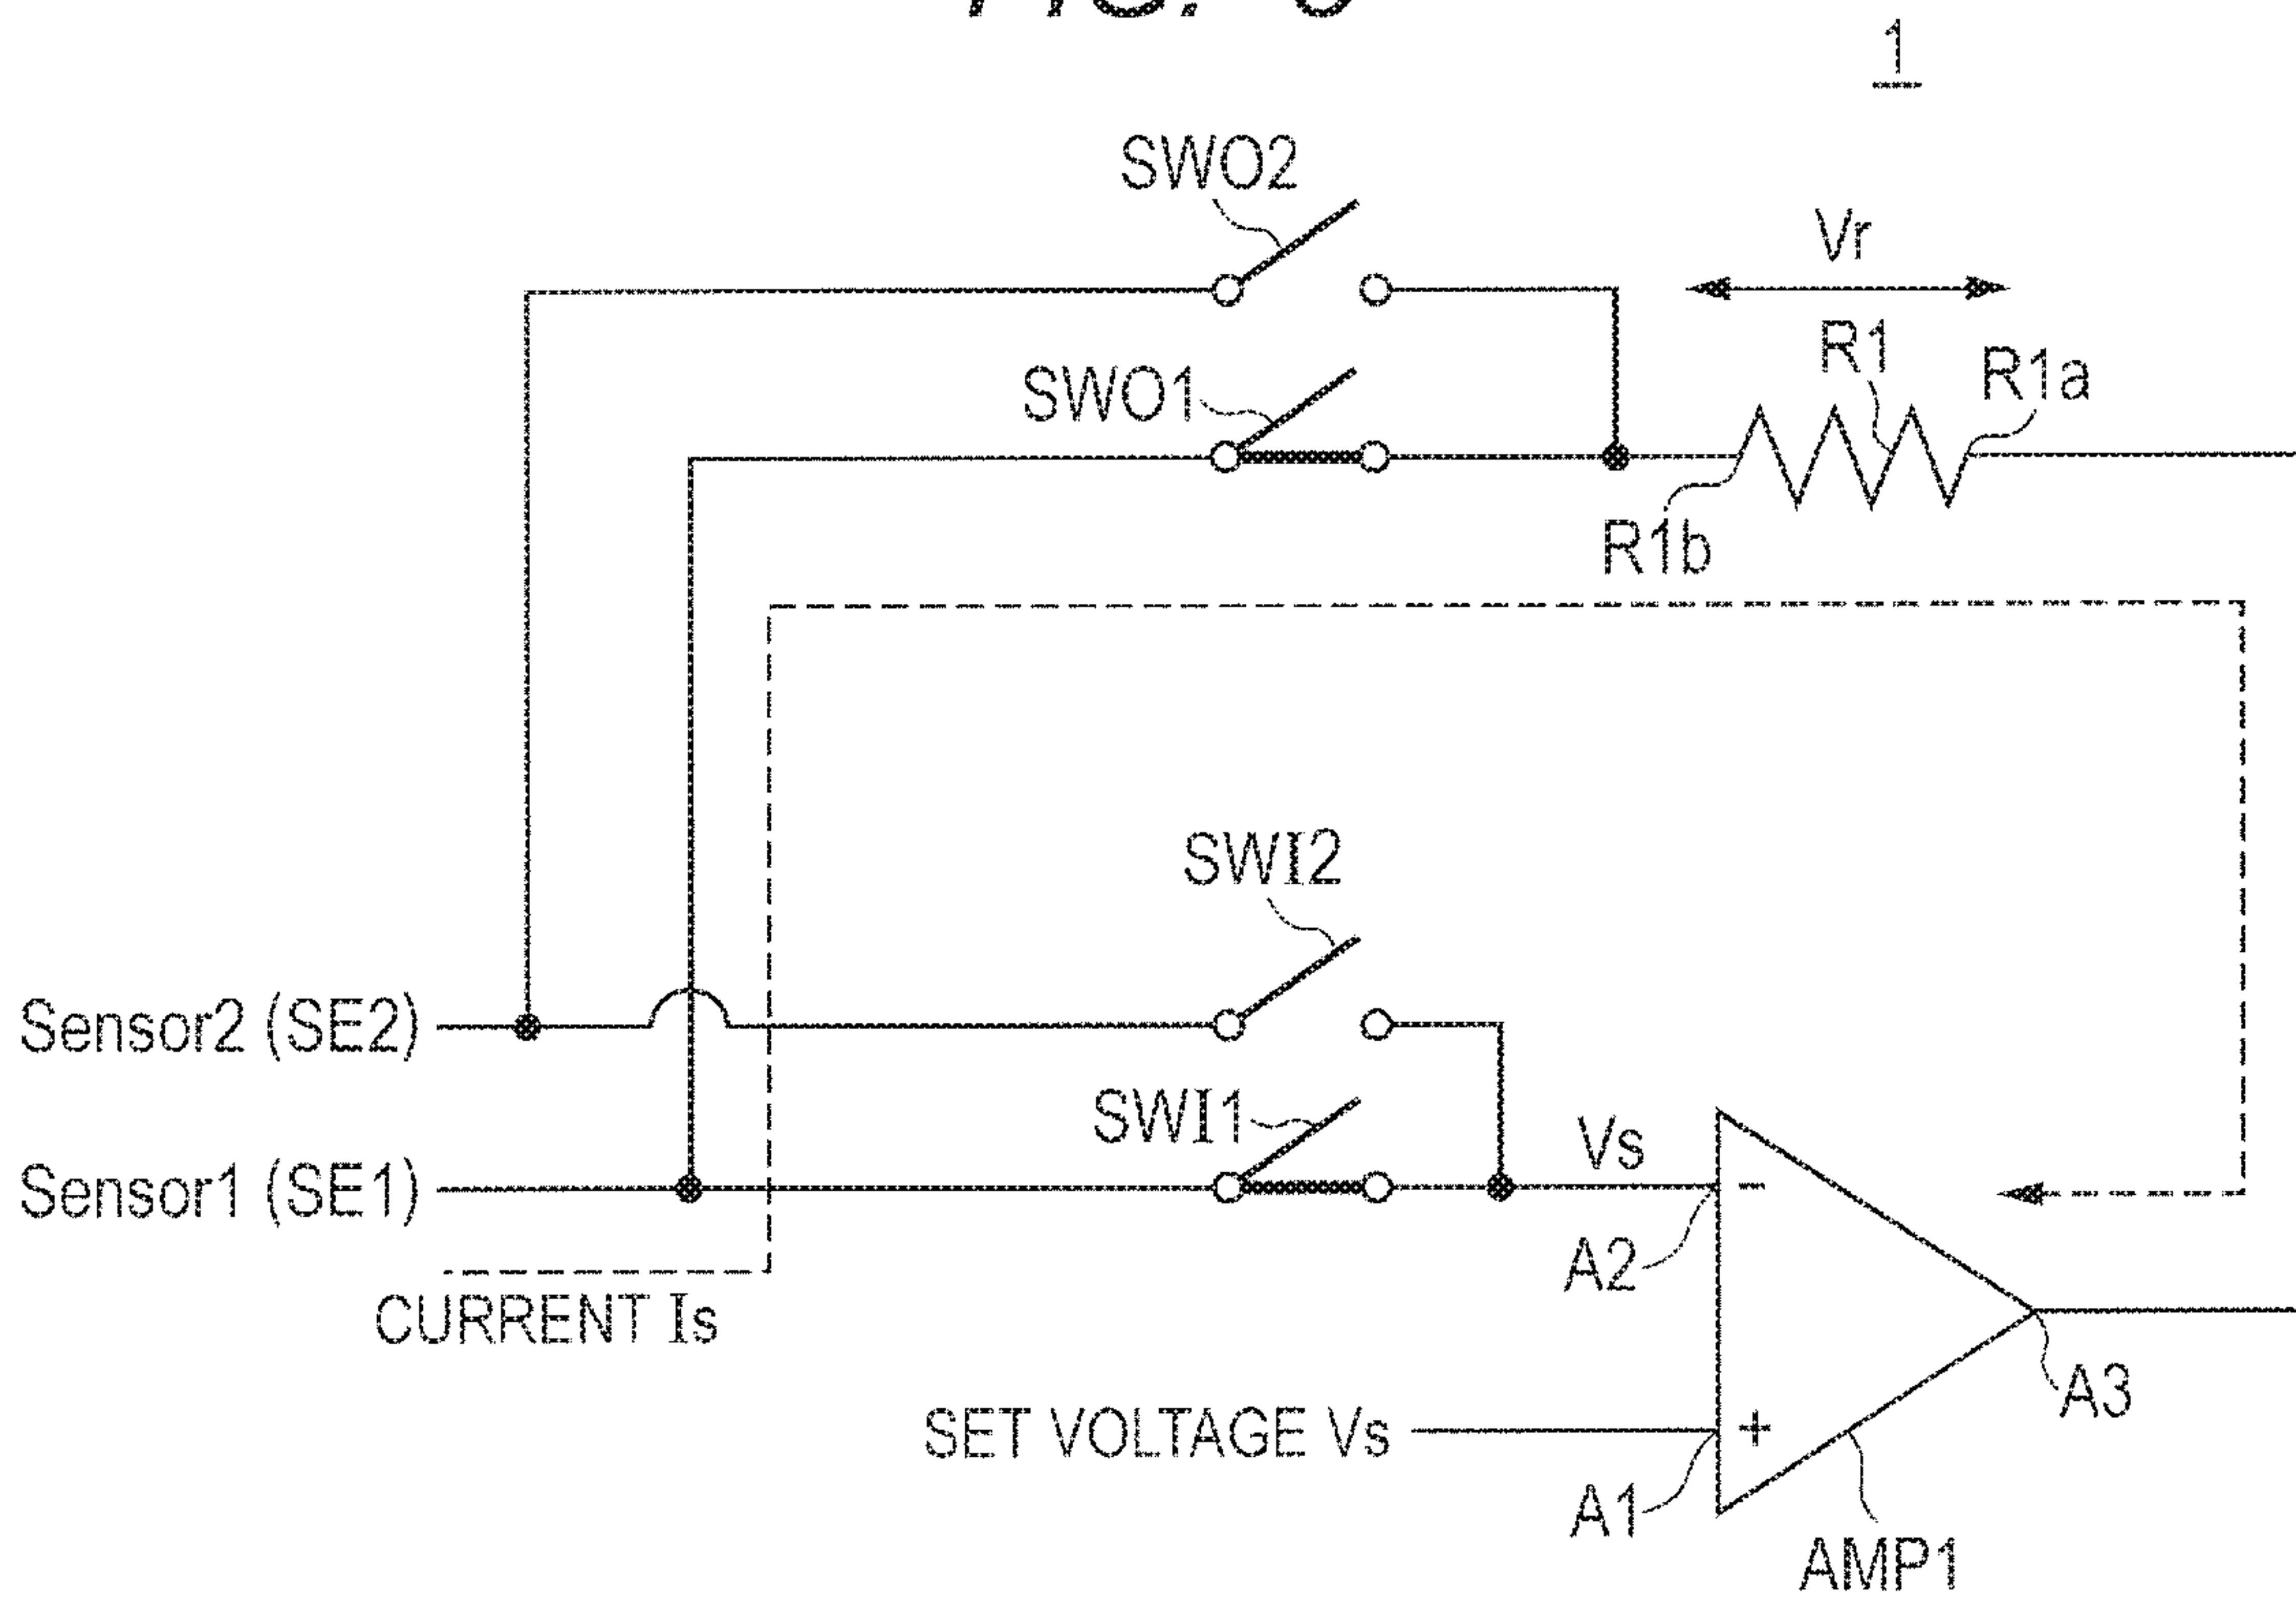 1
SWO2
Vr
SWO1
R1
R1a
R1b
SWI2
Sensor2 (SE2)
SWI1
Vs
Sensor1 (SE1)
-
A2
CURRENT Is
A3
SET VOLTAGE Vs
+
A1
AMP1